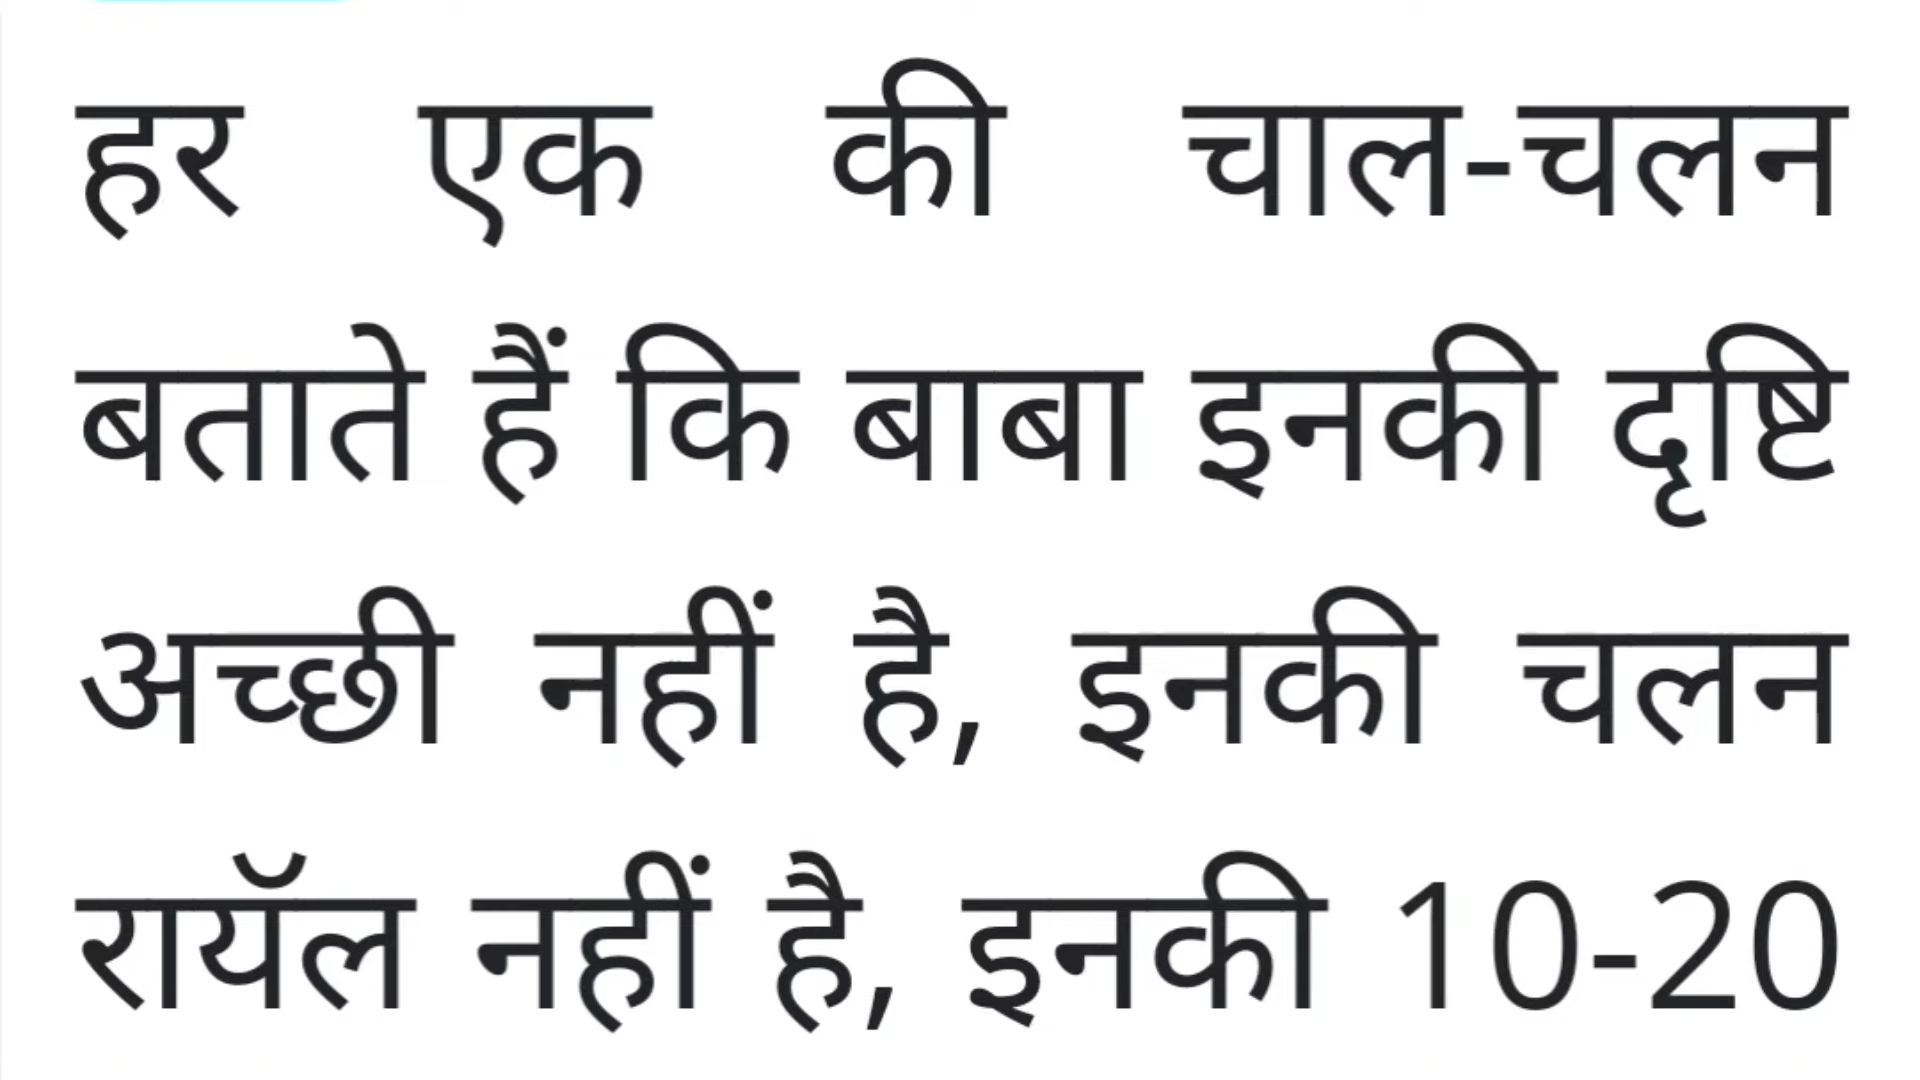 हर एक की चाल-चलन
बताते हैं कि बाबा इनकी दृष्टि
अच्छी नहीं है, इनकी चलन
रायॅल नहीं है, इनकी 10-20